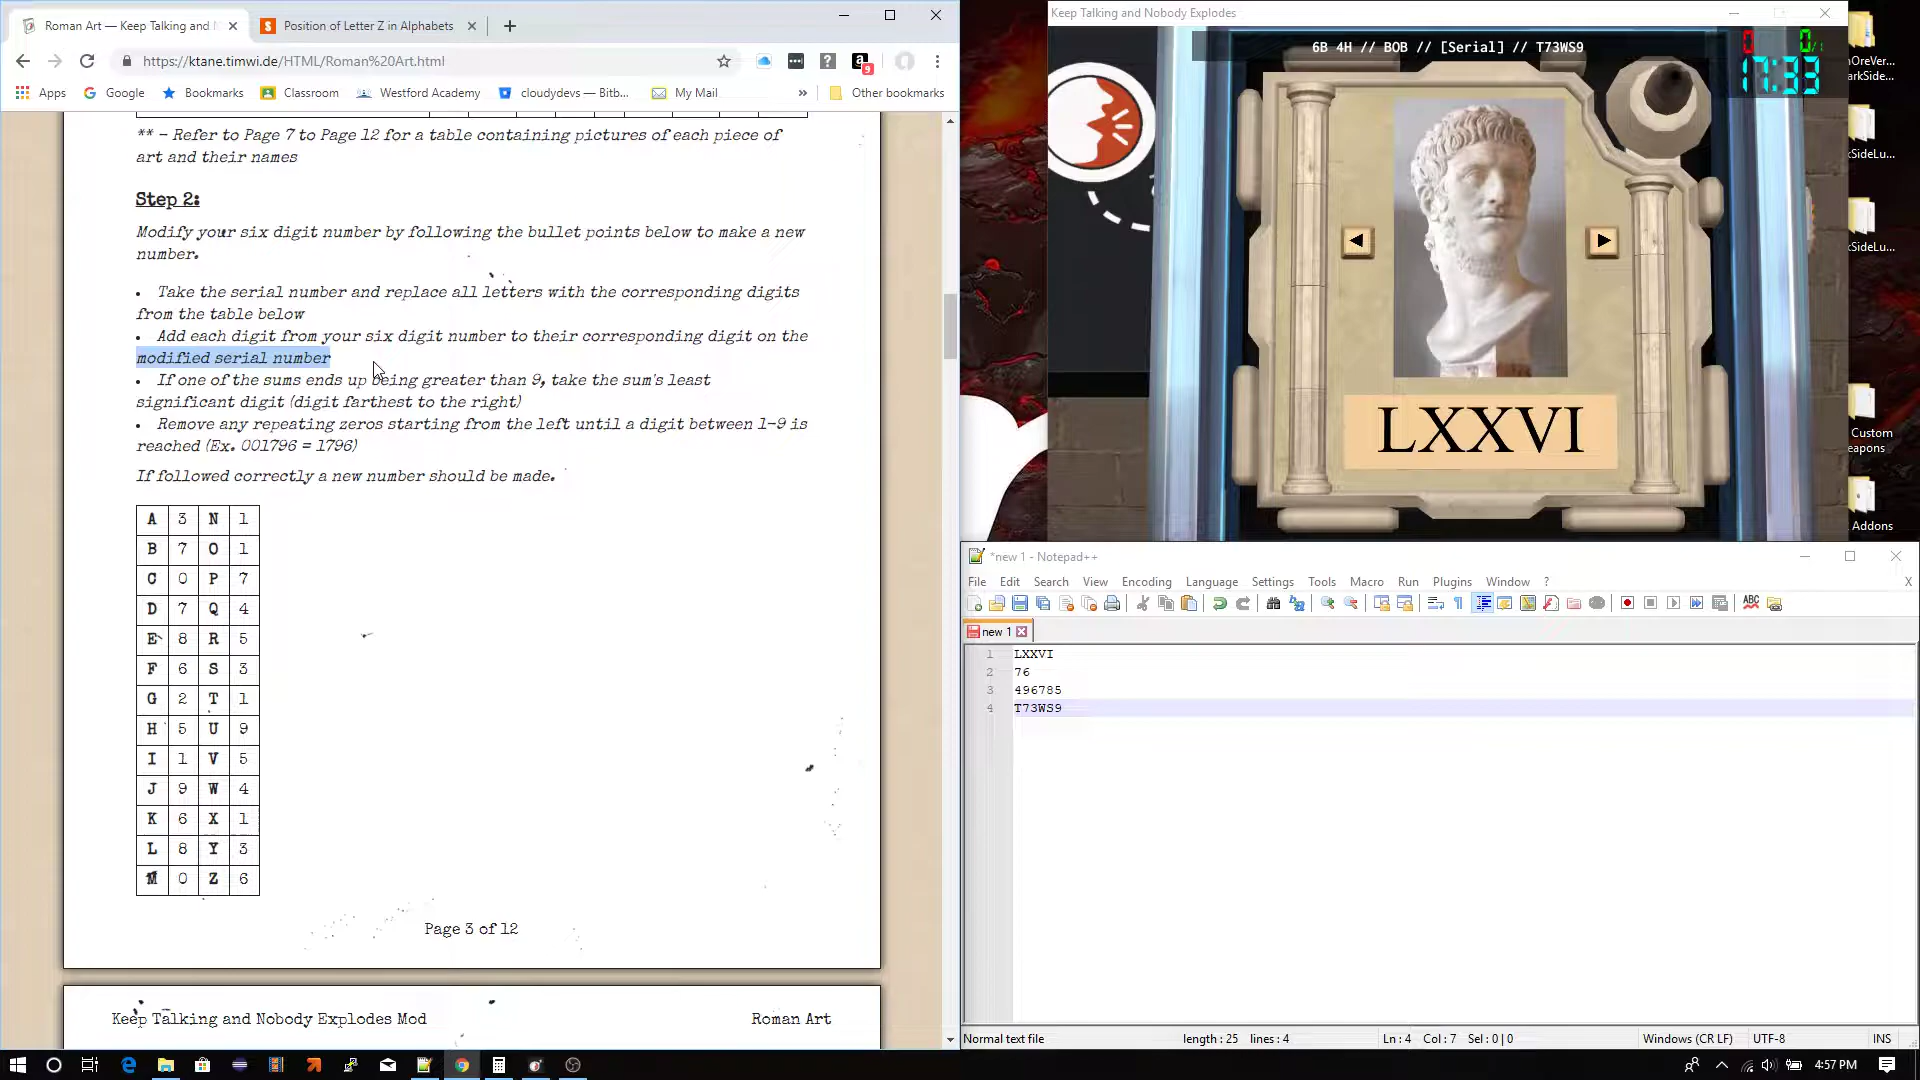 Roman Art — Keep Talking and N
Position of Letter Z in Alphabets
https://ktane.timwi.de/HTML/Roman%20Art.html
9
Apps
Google
Bookmarks
Classroom
Westford Academy
cloudydevs — Bitb...
My Mail
»
Other bookmarks
** – Refer to Page 7 to Page 12 for a table containing pictures of each piece of
art and their names
Step 2:
Modify your six digit number by following the bullet points below to make a new
number.
• Take the serial number and replace all letters with the corresponding digits
from the table below
• Add each digit from your six digit number to their corresponding digit on the
modified serial number
• If one of the sums ends up being greater than 9, take the sum's least
significant digit (digit farthest to the right)
• Remove any repeating zeros starting from the left until a digit between 1-9 is
reached (Ex. 001796 = 1796)
If followed correctly a new number should be made.
A 3 N 1
B 7 O 1
C 0 P 7
D 7 Q 4
E 8 R 5
F 6 S 3
G 2 T 1
H 5 U 9
I 1 V 5
J 9 W 4
K 6 X 1
L 8 Y 3
M 0 Z 6
Page 3 of 12
Keep Talking and Nobody Explodes Mod
Roman Art
Keep Talking and Nobody Explodes
6B 4H // BOB // [Serial] // T73WS9
0
0/1
17:33
LXXVI
nOreVer...
arkSide...
kSideLu...
kSideLu...
Custom
eapons
Addons
*new 1 - Notepad++
File Edit Search View Encoding Language Settings Tools Macro Run Plugins Window ?
X
new 1
1 LXXVI
2 76
3 496785
4 T73WS9
Normal text file
length : 25 lines : 4
Ln : 4 Col : 7 Sel : 0 | 0
Windows (CR LF)
UTF-8
INS
4:57 PM